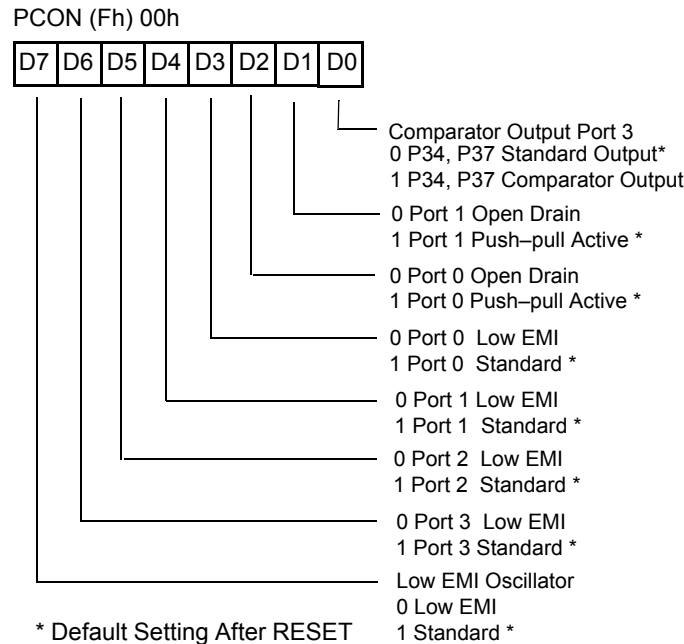 PCON (Fh) 00h
D7 D6 D5 D4 D3 D2 D1 D0
Comparator Output Port 3
0 P34, P37 Standard Output*
1 P34, P37 Comparator Output
0 Port 1 Open Drain
1 Port 1 Push–pull Active *
0 Port 0 Open Drain
1 Port 0 Push–pull Active *
0 Port 0 Low EMI
1 Port 0 Standard *
0 Port 1 Low EMI
1 Port 1 Standard *
0 Port 2 Low EMI
1 Port 2 Standard *
0 Port 3 Low EMI
1 Port 3 Standard *
Low EMI Oscillator
0 Low EMI
1 Standard *
* Default Setting After RESET